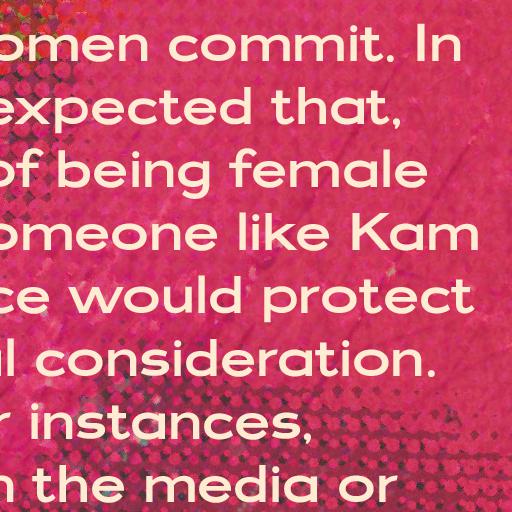 omen commit. In
expected that,
of being female
omeone like Kam
ce would protect
l consideration.
r instances,
n the media or